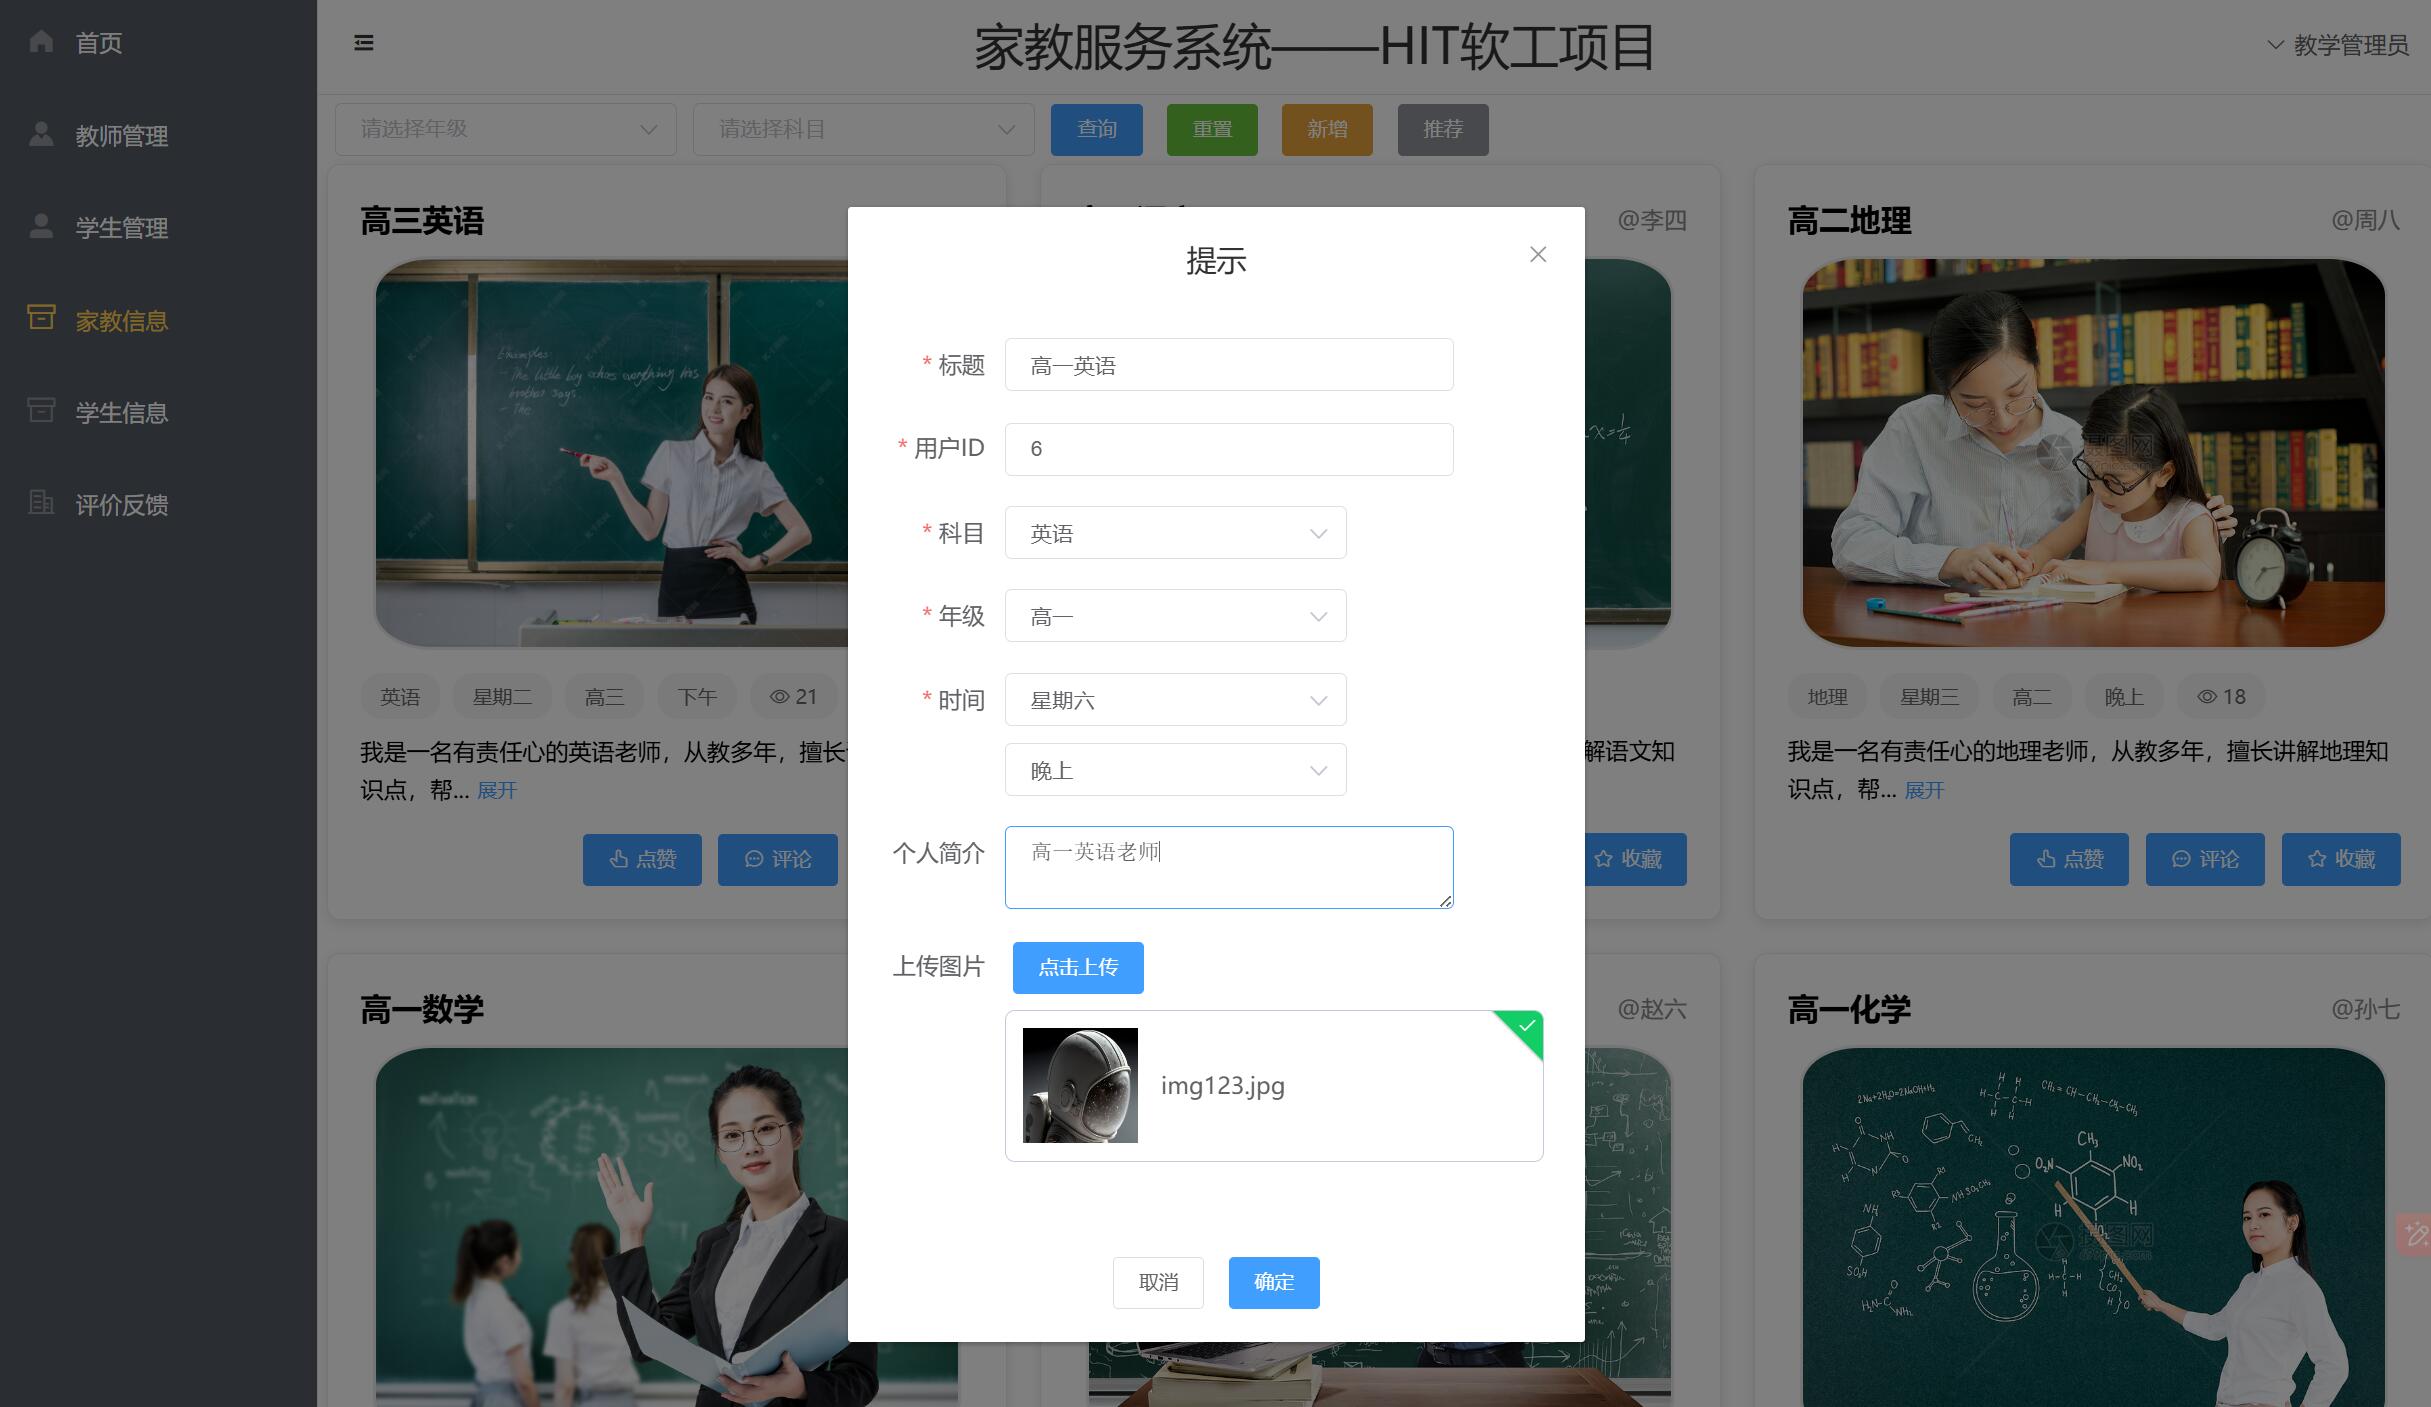 首页
教师管理
学生管理
家教信息
学生信息
评价反馈
家教服务系统——HIT软工项目
教学管理员
请选择年级
请选择科目
查询
重置
新增
推荐
高三英语
Examples:
英语
星期二
高三
下午
21
我是一名有责任心的英语老师，从教多年，擅长
识点，帮... 展开
点赞
评论
@李四
解语文知
收藏
高二地理
@周八
摄图网
地理
星期三
高二
晚上
18
我是一名有责任心的地理老师，从教多年，擅长讲解地理知
识点，帮... 展开
点赞
评论
收藏
高一数学
@赵六
高一化学
@孙七
CH₃
NO₂
O₂N
摄图网
提示
* 标题
高一英语
* 用户ID
6
* 科目
英语
* 年级
高一
* 时间
星期六
晚上
个人简介
高一英语老师
上传图片
点击上传
img123.jpg
取消
确定